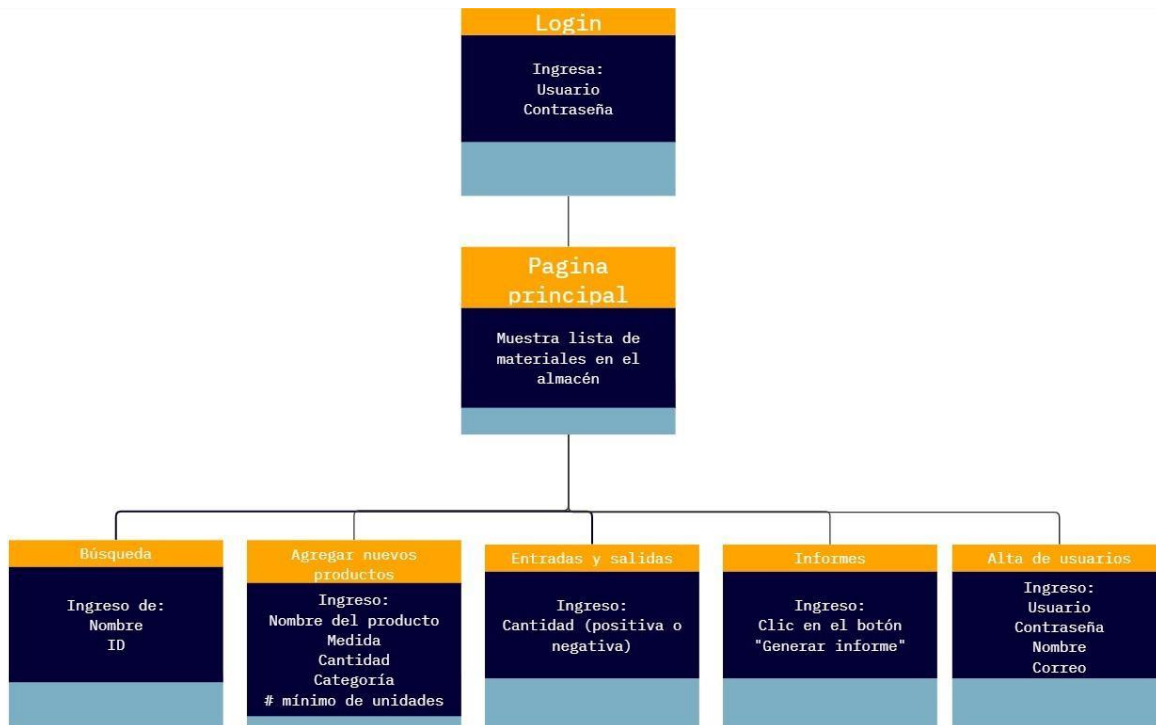 Login
Ingresa:
Usuario
Contraseña
Pagina
principal
Muestra lista de
materiales en el
almacén
Búsqueda
Ingreso de:
Nombre
ID
Agregar nuevos
productos
Ingreso:
Nombre del producto
Medida
Cantidad
Categoría
# mínimo de unidades
Entradas y salidas
Ingreso:
Cantidad (positiva o
negativa)
Informes
Ingreso:
Clic en el botón
"Generar informe"
Alta de usuarios
Ingreso:
Usuario
Contraseña
Nombre
Correo